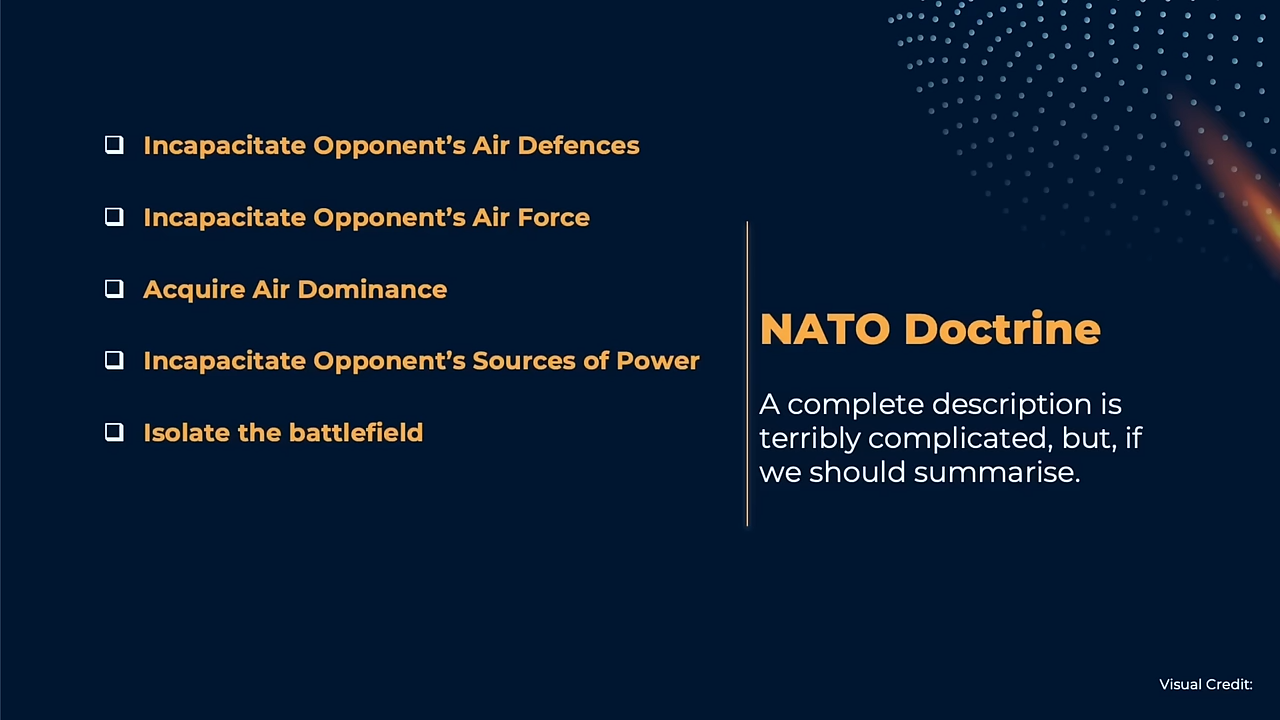 Incapacitate Opponent’s Air Defences
Incapacitate Opponent’s Air Force
Acquire Air Dominance
Incapacitate Opponent’s Sources of Power
Isolate the battlefield
NATO Doctrine
A complete description is
terribly complicated, but, if
we should summarise.
Visual Credit: